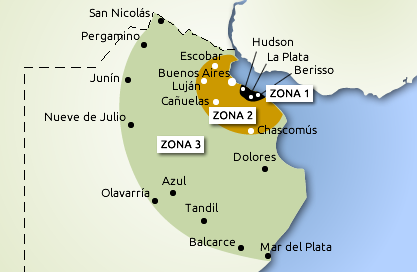 San Nicolás
Pergamino
Hudson
La Plata
Escobar
Berisso
Buenos Aires
Junín
Luján
ZONA 1
Cañuelas
Nueve de Julio
ZONA 2
Chascomús
ZONA 3
Dolores
Azul
Olavarría
Tandil
Balcarce
Mar del Plata